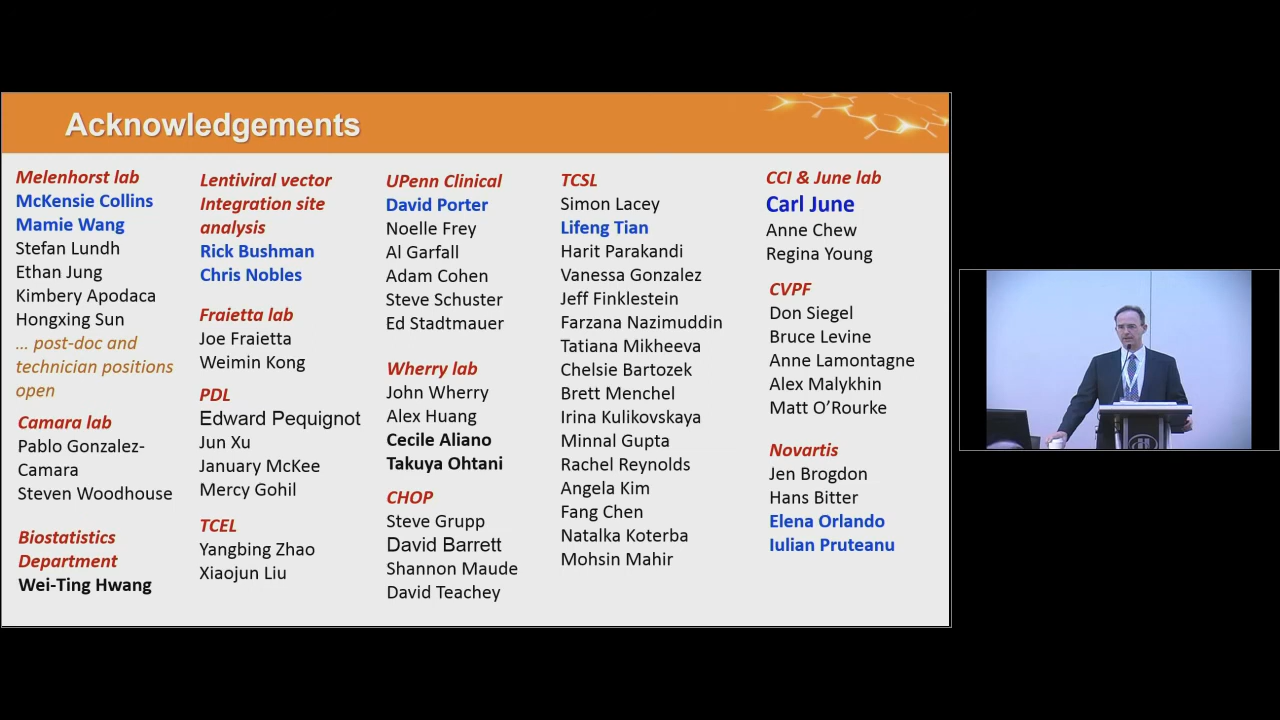 Acknowledgements
Melenhorst lab
McKensie Collins
Mamie Wang
Stefan Lundh
Ethan Jung
Kimbery Apodaca
Hongxing Sun
... post-doc and
technician positions
open
Camara lab
Pablo Gonzalez-
Camara
Steven Woodhouse
Biostatistics
Department
Wei-Ting Hwang
Lentiviral vector
Integration site
analysis
Rick Bushman
Chris Nobles
Fraietta lab
Joe Fraietta
Weimin Kong
PDL
Edward Pequignot
Jun Xu
January McKee
Mercy Gohil
TCEL
Yangbing Zhao
Xiaojun Liu
UPenn Clinical
David Porter
Noelle Frey
Al Garfall
Adam Cohen
Steve Schuster
Ed Stadtmauer
Wherry lab
John Wherry
Alex Huang
Cecile Aliano
Takuya Ohtani
CHOP
Steve Grupp
David Barrett
Shannon Maude
David Teachey
TCSL
Simon Lacey
Lifeng Tian
Harit Parakandi
Vanessa Gonzalez
Jeff Finklestein
Farzana Nazimuddin
Tatiana Mikheeva
Chelsie Bartozek
Brett Menchel
Irina Kulikovskaya
Minnal Gupta
Rachel Reynolds
Angela Kim
Fang Chen
Natalka Koterba
Mohsin Mahir
CCI & June lab
Carl June
Anne Chew
Regina Young
CVPF
Don Siegel
Bruce Levine
Anne Lamontagne
Alex Malykhin
Matt O’Rourke
Novartis
Jen Brogdon
Hans Bitter
Elena Orlando
Iulian Pruteanu